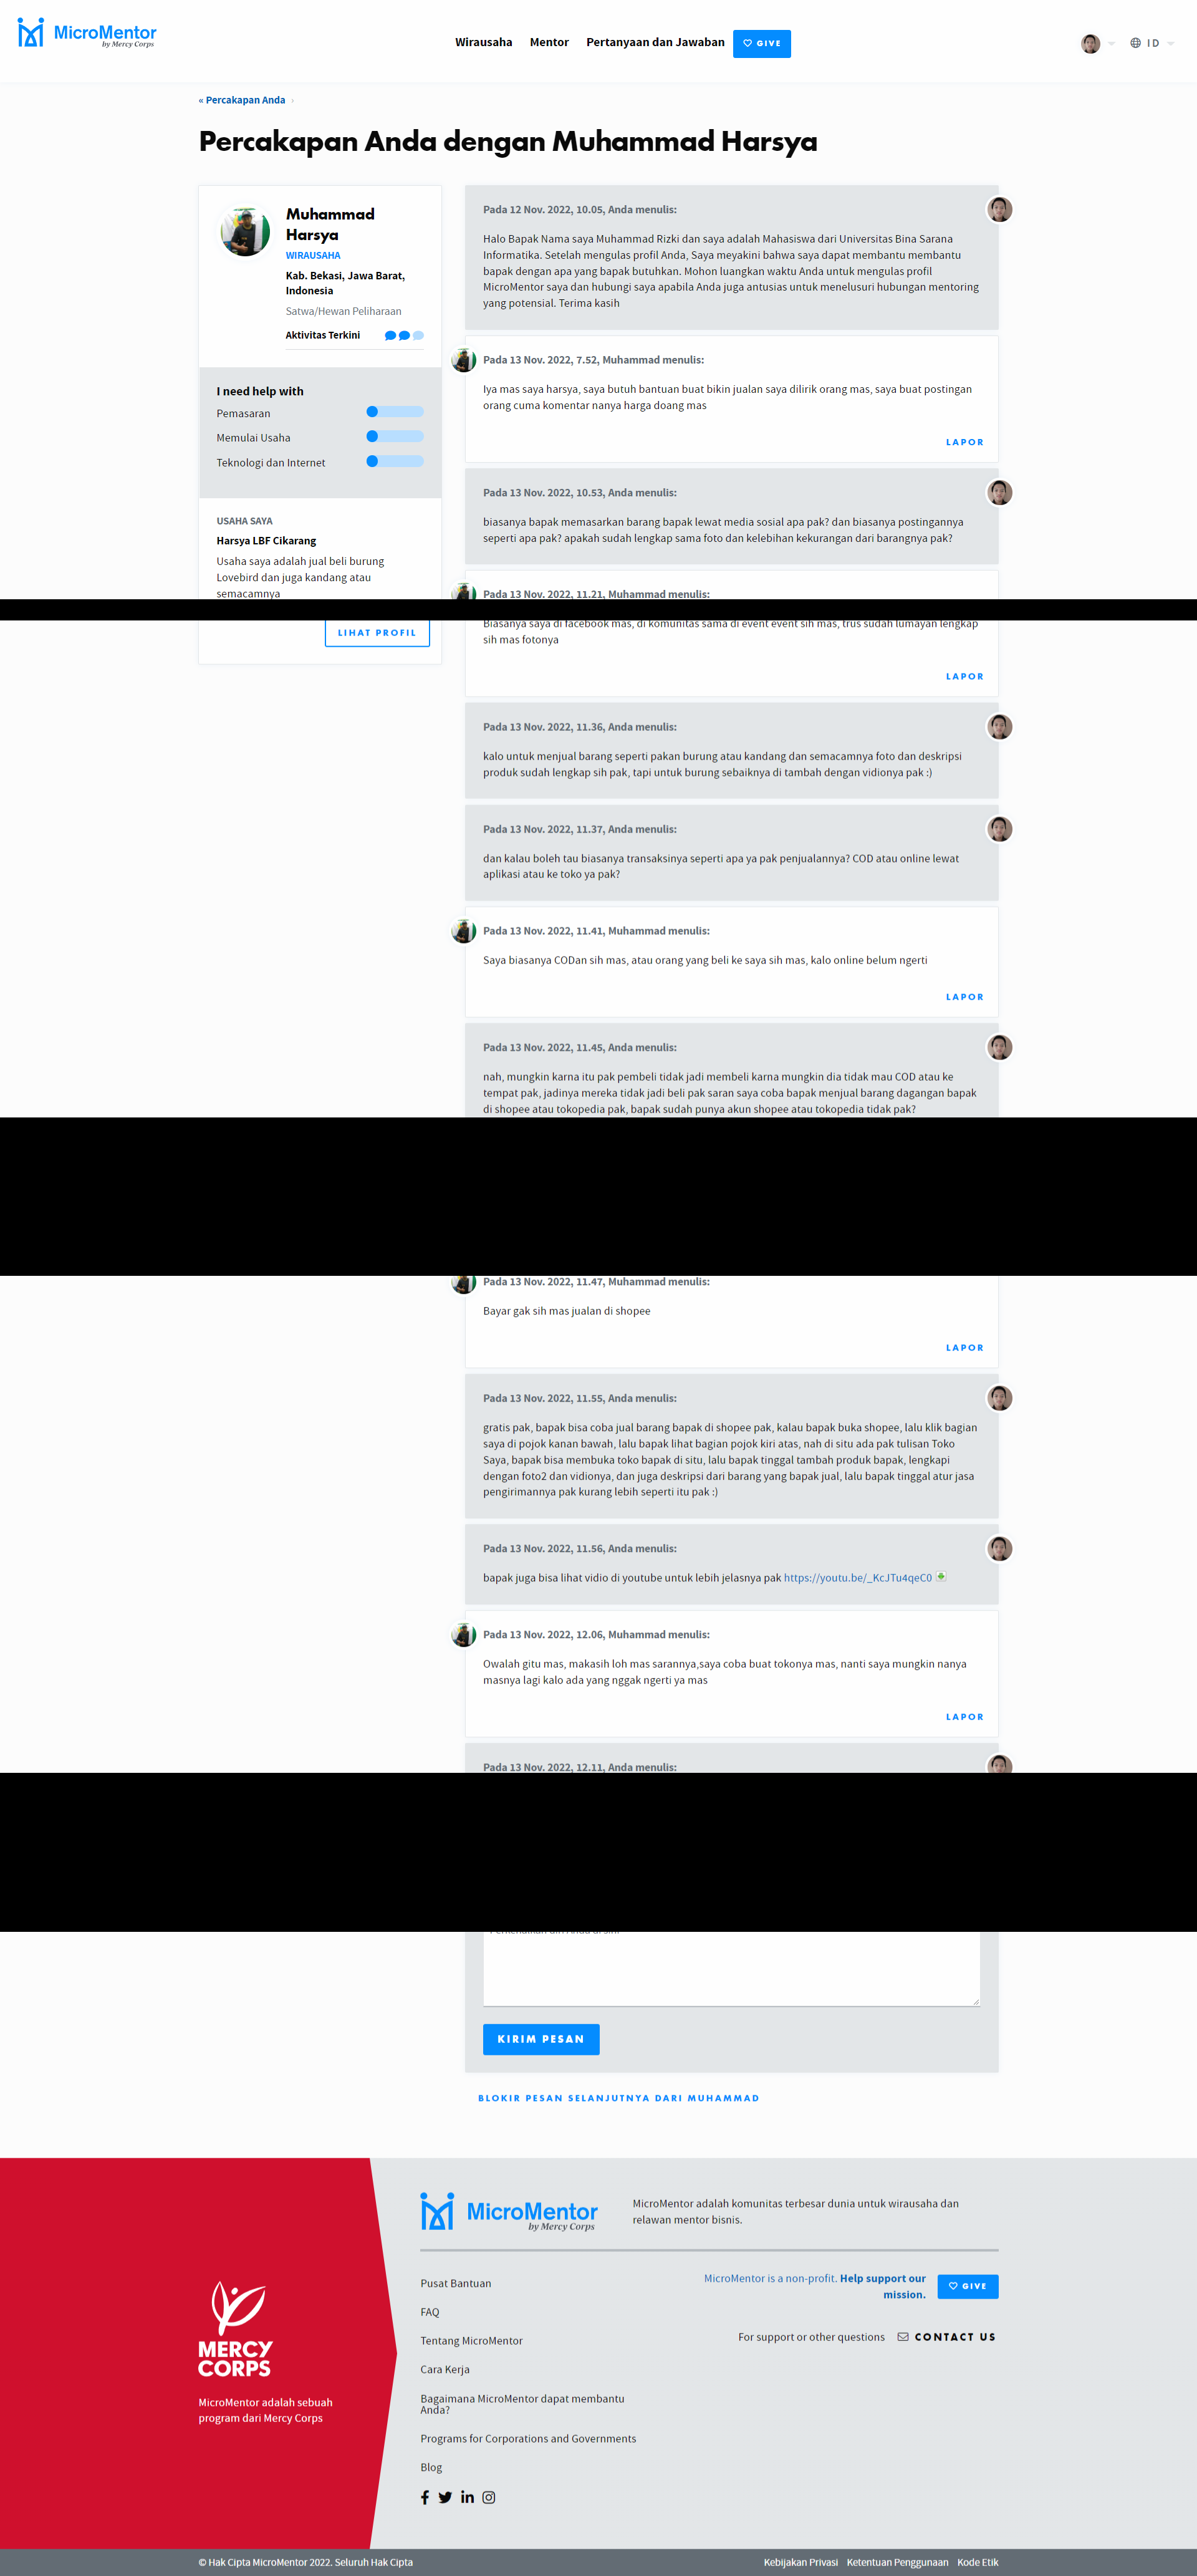 MicroMentor
by Mercy Corps
Wirausaha Mentor Pertanyaan dan Jawaban GIVE
ID
« Percakapan Anda ›
Percakapan Anda dengan Muhammad Harsya
Muhammad
Harsya
WIRAUSAHA
Kab. Bekasi, Jawa Barat,
Indonesia
Satwa/Hewan Peliharaan
Aktivitas Terkini
I need help with
Pemasaran
Memulai Usaha
Teknologi dan Internet
USAHA SAYA
Harsya LBF Cikarang
Usaha saya adalah jual beli burung
Lovebird dan juga kandang atau
semacamnya
LIHAT PROFIL
Pada 12 Nov. 2022, 10.05, Anda menulis:
Halo Bapak Nama saya Muhammad Rizki dan saya adalah Mahasiswa dari Universitas Bina Sarana
Informatika. Setelah mengulas profil Anda, Saya meyakini bahwa saya dapat membantu membantu
bapak dengan apa yang bapak butuhkan. Mohon luangkan waktu Anda untuk mengulas profil
MicroMentor saya dan hubungi saya apabila Anda juga antusias untuk menelusuri hubungan mentoring
yang potensial. Terima kasih
Pada 13 Nov. 2022, 7.52, Muhammad menulis:
Iya mas saya harsya, saya butuh bantuan buat bikin jualan saya dilirik orang mas, saya buat postingan
orang cuma komentar nanya harga doang mas
LAPOR
Pada 13 Nov. 2022, 10.53, Anda menulis:
biasanya bapak memasarkan barang bapak lewat media sosial apa pak? dan biasanya postingannya
seperti apa pak? apakah sudah lengkap sama foto dan kelebihan kekurangan dari barangnya pak?
Pada 13 Nov. 2022, 11.21, Muhammad menulis:
Biasanya saya di facebook mas, di komunitas sama di event event sih mas, trus sudah lumayan lengkap
sih mas fotonya
LAPOR
Pada 13 Nov. 2022, 11.36, Anda menulis:
kalo untuk menjual barang seperti pakan burung atau kandang dan semacamnya foto dan deskripsi
produk sudah lengkap sih pak, tapi untuk burung sebaiknya di tambah dengan vidionya pak :)
Pada 13 Nov. 2022, 11.37, Anda menulis:
dan kalau boleh tau biasanya transaksinya seperti apa ya pak penjualannya? COD atau online lewat
aplikasi atau ke toko ya pak?
Pada 13 Nov. 2022, 11.41, Muhammad menulis:
Saya biasanya CODan sih mas, atau orang yang beli ke saya sih mas, kalo online belum ngerti
LAPOR
Pada 13 Nov. 2022, 11.45, Anda menulis:
nah, mungkin karna itu pak pembeli tidak jadi membeli karna mungkin dia tidak mau COD atau ke
tempat pak, jadinya mereka tidak jadi beli pak saran saya coba bapak menjual barang dagangan bapak
di shopee atau tokopedia pak, bapak sudah punya akun shopee atau tokopedia tidak pak?
Pada 13 Nov. 2022, 11.47, Muhammad menulis:
Bayar gak sih mas jualan di shopee
LAPOR
Pada 13 Nov. 2022, 11.55, Anda menulis:
gratis pak, bapak bisa coba jual barang bapak di shopee pak, kalau bapak buka shopee, lalu klik bagian
saya di pojok kanan bawah, lalu bapak lihat bagian pojok kiri atas, nah di situ ada pak tulisan Toko
Saya, bapak bisa membuka toko bapak di situ, lalu bapak tinggal tambah produk bapak, lengkapi
dengan foto2 dan vidionya, dan juga deskripsi dari barang yang bapak jual, lalu bapak tinggal atur jasa
pengirimannya pak kurang lebih seperti itu pak :)
Pada 13 Nov. 2022, 11.56, Anda menulis:
bapak juga bisa lihat vidio di youtube untuk lebih jelasnya pak https://youtu.be/_KcJTu4qeC0
Pada 13 Nov. 2022, 12.06, Muhammad menulis:
Owalah gitu mas, makasih loh mas sarannya,saya coba buat tokonya mas, nanti saya mungkin nanya
masnya lagi kalo ada yang nggak ngerti ya mas
LAPOR
Pada 13 Nov. 2022, 12.11, Anda menulis:
KIRIM PESAN
BLOKIR PESAN SELANJUTNYA DARI MUHAMMAD
MERCY
CORPS
MicroMentor adalah sebuah
program dari Mercy Corps
MicroMentor
by Mercy Corps
MicroMentor adalah komunitas terbesar dunia untuk wirausaha dan
relawan mentor bisnis.
Pusat Bantuan
FAQ
Tentang MicroMentor
Cara Kerja
Bagaimana MicroMentor dapat membantu
Anda?
Programs for Corporations and Governments
Blog
MicroMentor is a non-profit. Help support our
mission.
GIVE
For support or other questions CONTACT US
© Hak Cipta MicroMentor 2022. Seluruh Hak Cipta
Kebijakan Privasi Ketentuan Penggunaan Kode Etik